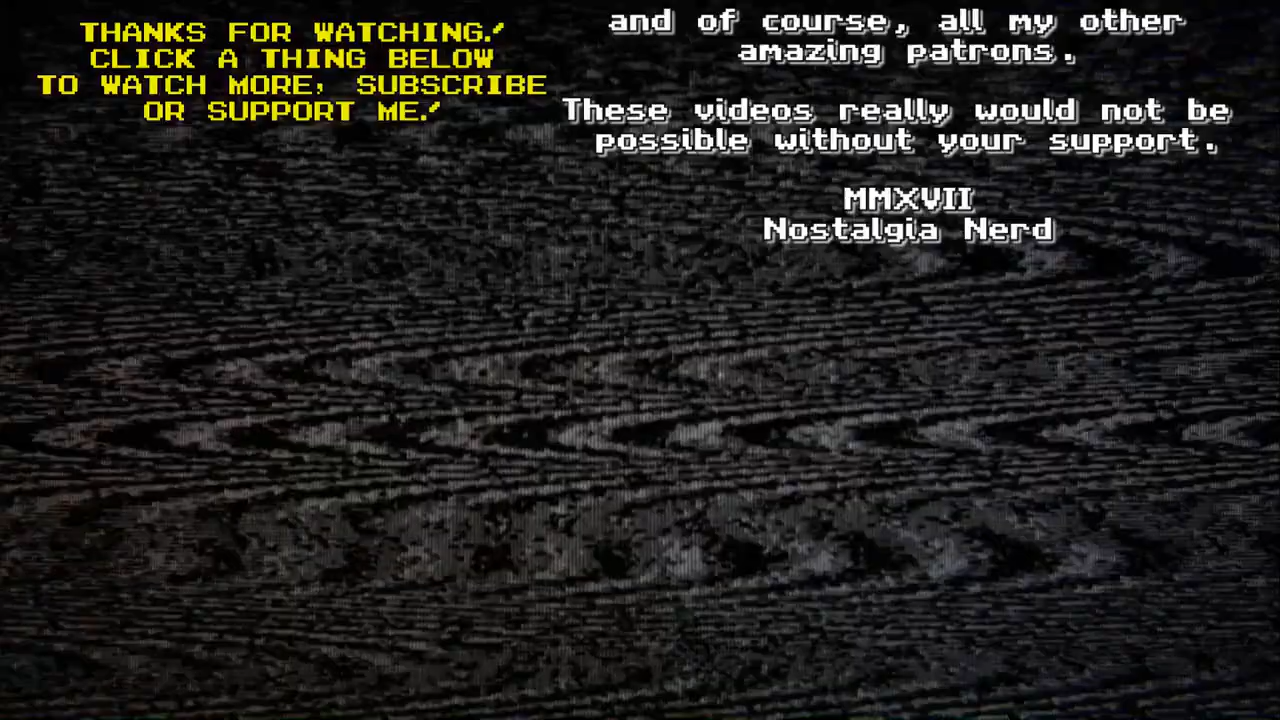 THANKS FOR WATCHING!
CLICK A THING BELOW
TO WATCH MORE, SUBSCRIBE
OR SUPPORT ME!
and of course, all my other
amazing patrons.
These videos really would not be
possible without your support.
MMXVII
Nostalgia Nerd